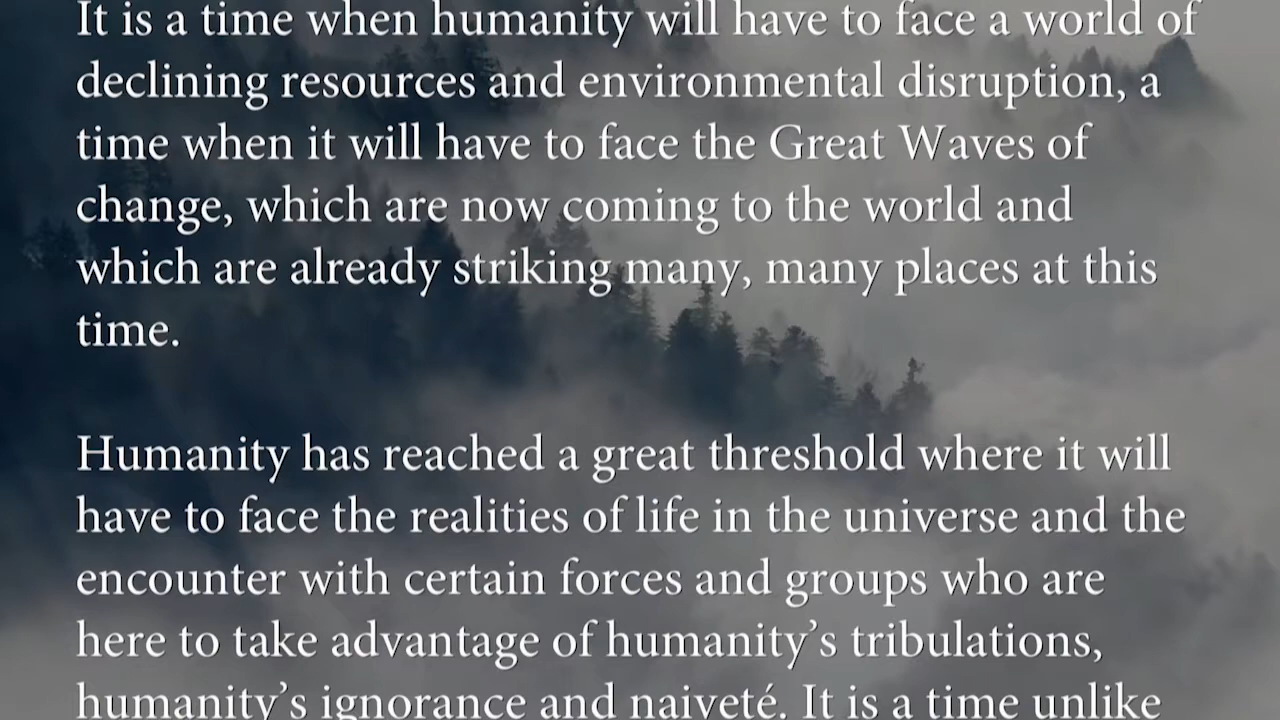 It is a time when humanity will have to face a world of
declining resources and environmental disruption, a
time when it will have to face the Great Waves of
change, which are now coming to the world and
which are already striking many, many places at this
time.
Humanity has reached a great threshold where it will
have to face the realities of life in the universe and the
encounter with certain forces and groups who are
here to take advantage of humanity’s tribulations,
humanity’s ignorance and naiveté. It is a time unlike